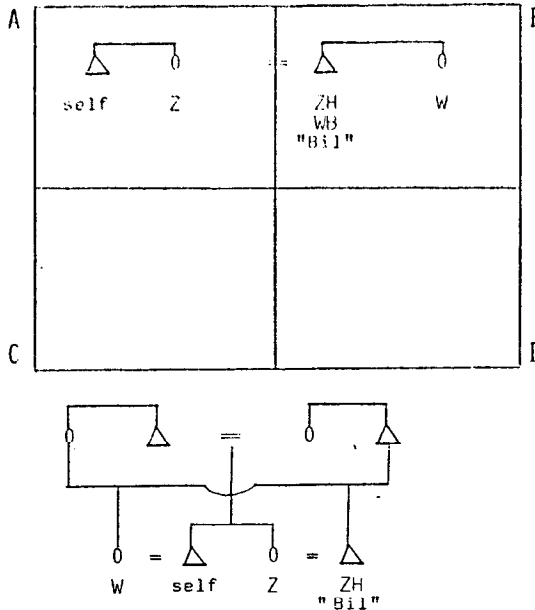 A
self Z = ZH W
WB
"Bil"
C
=
W = self Z = ZH
"Bil"